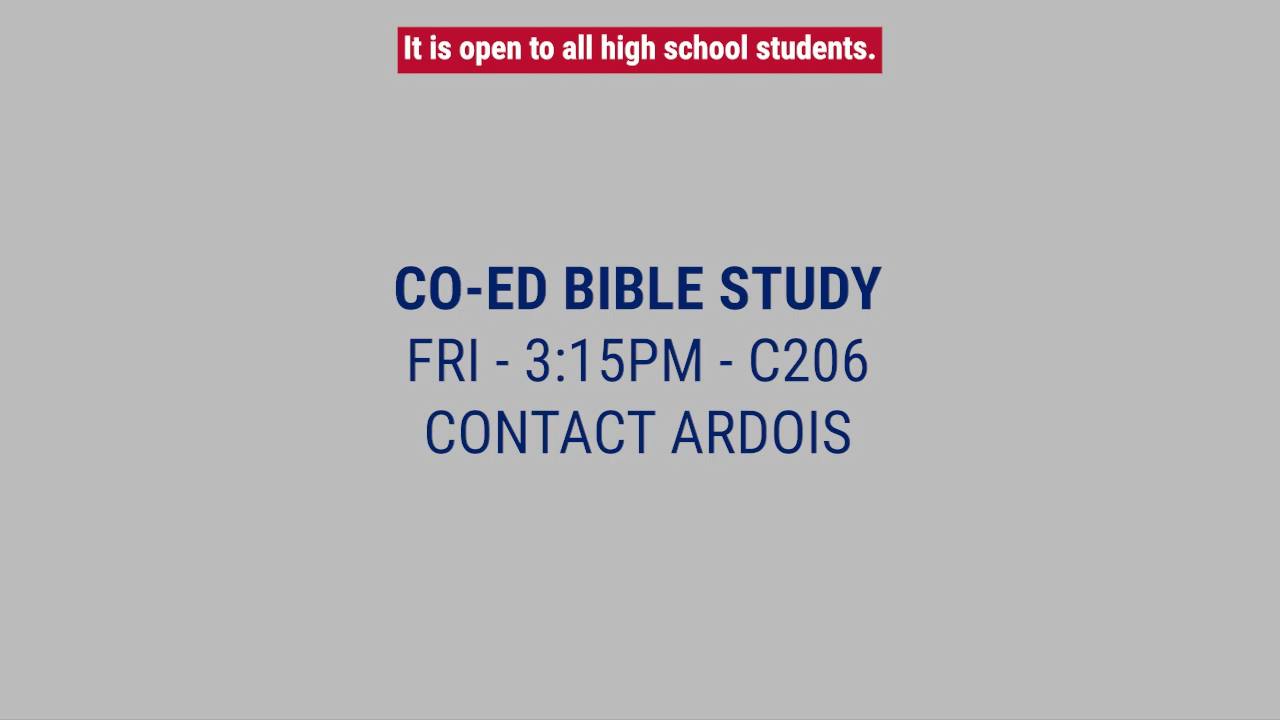 It is open to all high school students.
CO-ED BIBLE STUDY
FRI - 3:15PM - C206
CONTACT ARDOIS